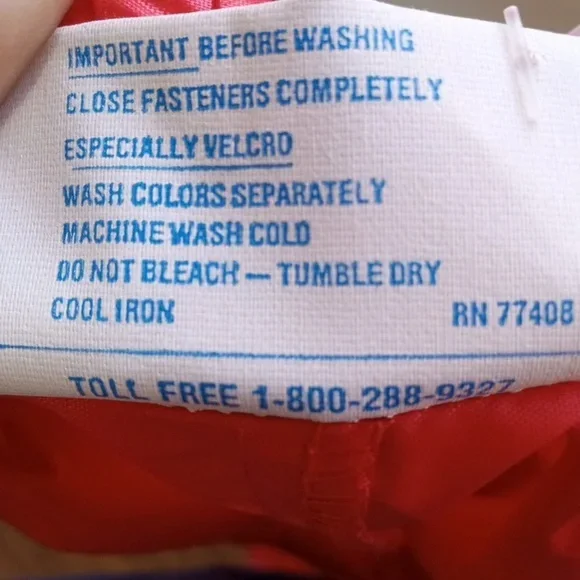 IMPORTANT BEFORE WASHING
CLOSE FASTENERS COMPLETELY
ESPECIALLY VELCRO
WASH COLORS SEPARATELY
MACHINE WASH COLD
DO NOT BLEACH — TUMBLE DRY
COOL IRON RN 77408
TOLL FREE 1-800-288-9327